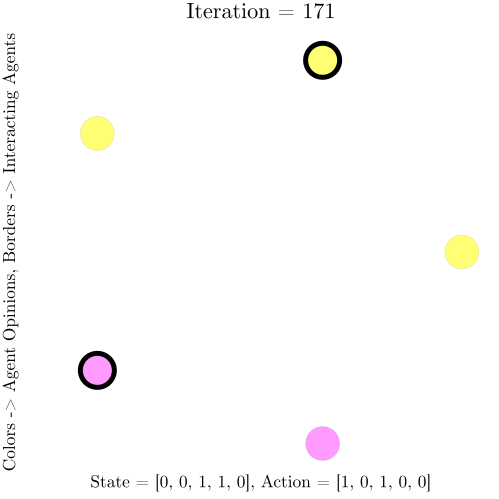 Iteration = 171
Colors -> Agent Opinions, Borders -> Interacting Agents
State = [0, 0, 1, 1, 0], Action = [1, 0, 1, 0, 0]